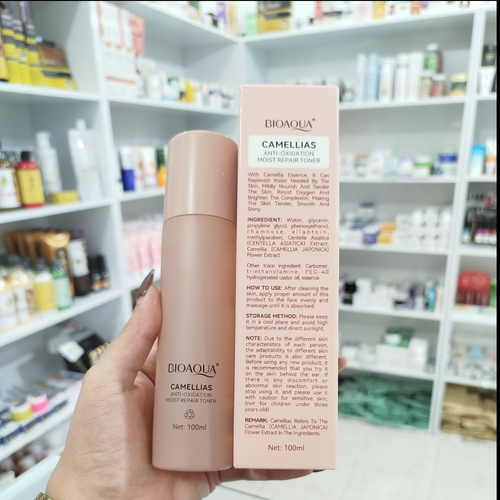 BIOAQUA®
CAMELLIAS
ANTI-OXIDATION
MOIST REPAIR TONER
With Camellia Essence, It Can
Replenish Water Needed By The
Skin, Mildly Nourish And Tender
The Skin, Resist Oxygen And
Brighten The Complexion, Making
The Skin Tender, Smooth And
Shiny.
INGREDIENT: Water, glycerin,
propylene glycol, phenoxyethanol,
rhamnose, allantoin,
methylparaben, Centella Asiatica
(CENTELLA ASIATICA) Extract,
Camellia (CAMELLIA JAPONICA)
Flower Extract
Other trace ingredient: Carbomer,
triethanolamine, PEG-40
hydrogenated castor oil, essence.
HOW TO USE: After cleaning the
skin, apply proper amount of this
product to the face evenly and
massage until it is absorbed.
STORAGE METHOD: Please keep
it in a cool place and avoid high
temperature and direct sunlight.
NOTE: Due to the different skin
characteristics of each person,
the adaptability to different skin
care products is also different.
Before using any new product, it
is recommended that you try it
on the skin behind the ear. If
there is any discomfort or
abnormal skin reaction, please
stop using it, and please use it
with caution for sensitive skin;
(not for children under three
years old).
REMARK: Camellias Refers To The
Camellia (CAMELLIA JAPONICA)
Flower Extract In The Ingredients
Net: 100ml
BIOAQUA®
CAMELLIAS
ANTI-OXIDATION
MOIST REPAIR TONER
Net: 100ml